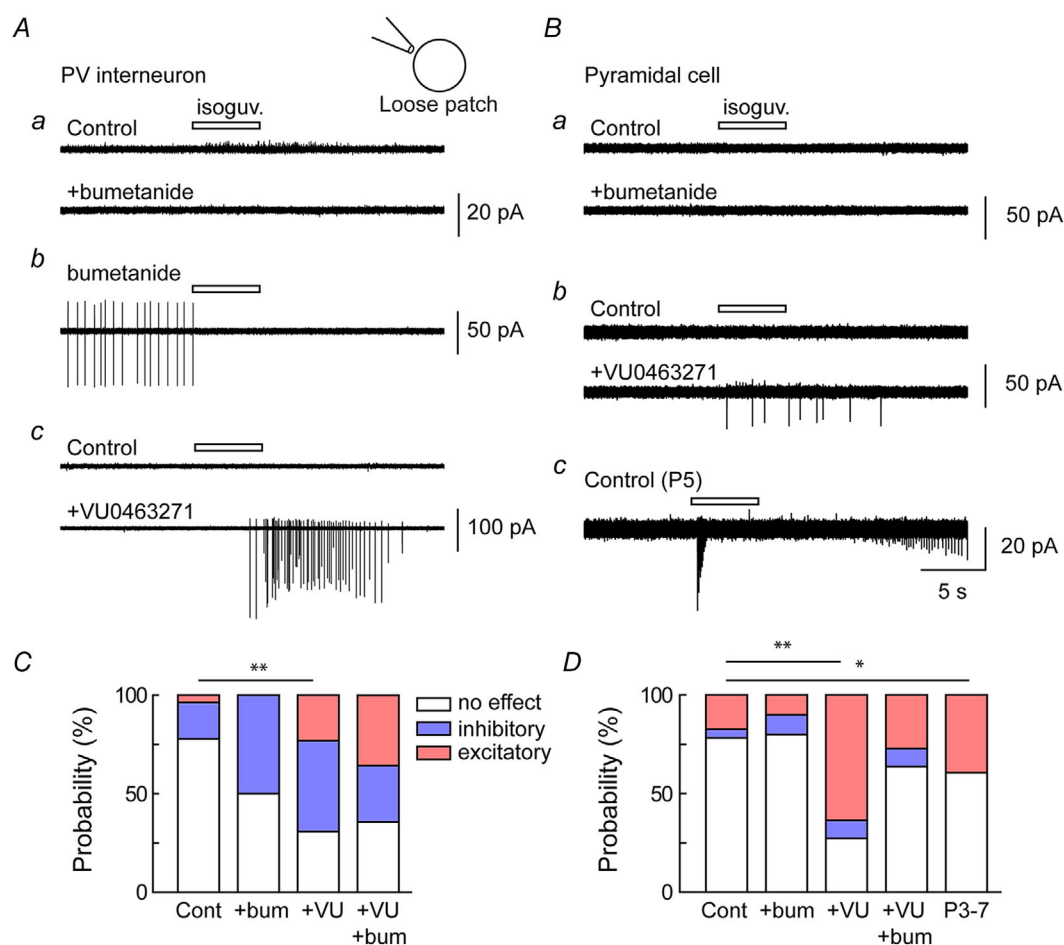 A
PV interneuron
Loose patch
a
Control
isoguv.
+bumetanide
20 pA
b
bumetanide
50 pA
c
Control
+VU0463271
100 pA
B
Pyramidal cell
a
Control
isoguv.
+bumetanide
50 pA
b
Control
+VU0463271
50 pA
c
Control (P5)
20 pA
5 s
C
**
100
50
0
Probability (%)
Cont +bum +VU +VU
+bum
no effect
inhibitory
excitatory
D
**
*
100
50
0
Probability (%)
Cont +bum +VU +VU P3-7
+bum